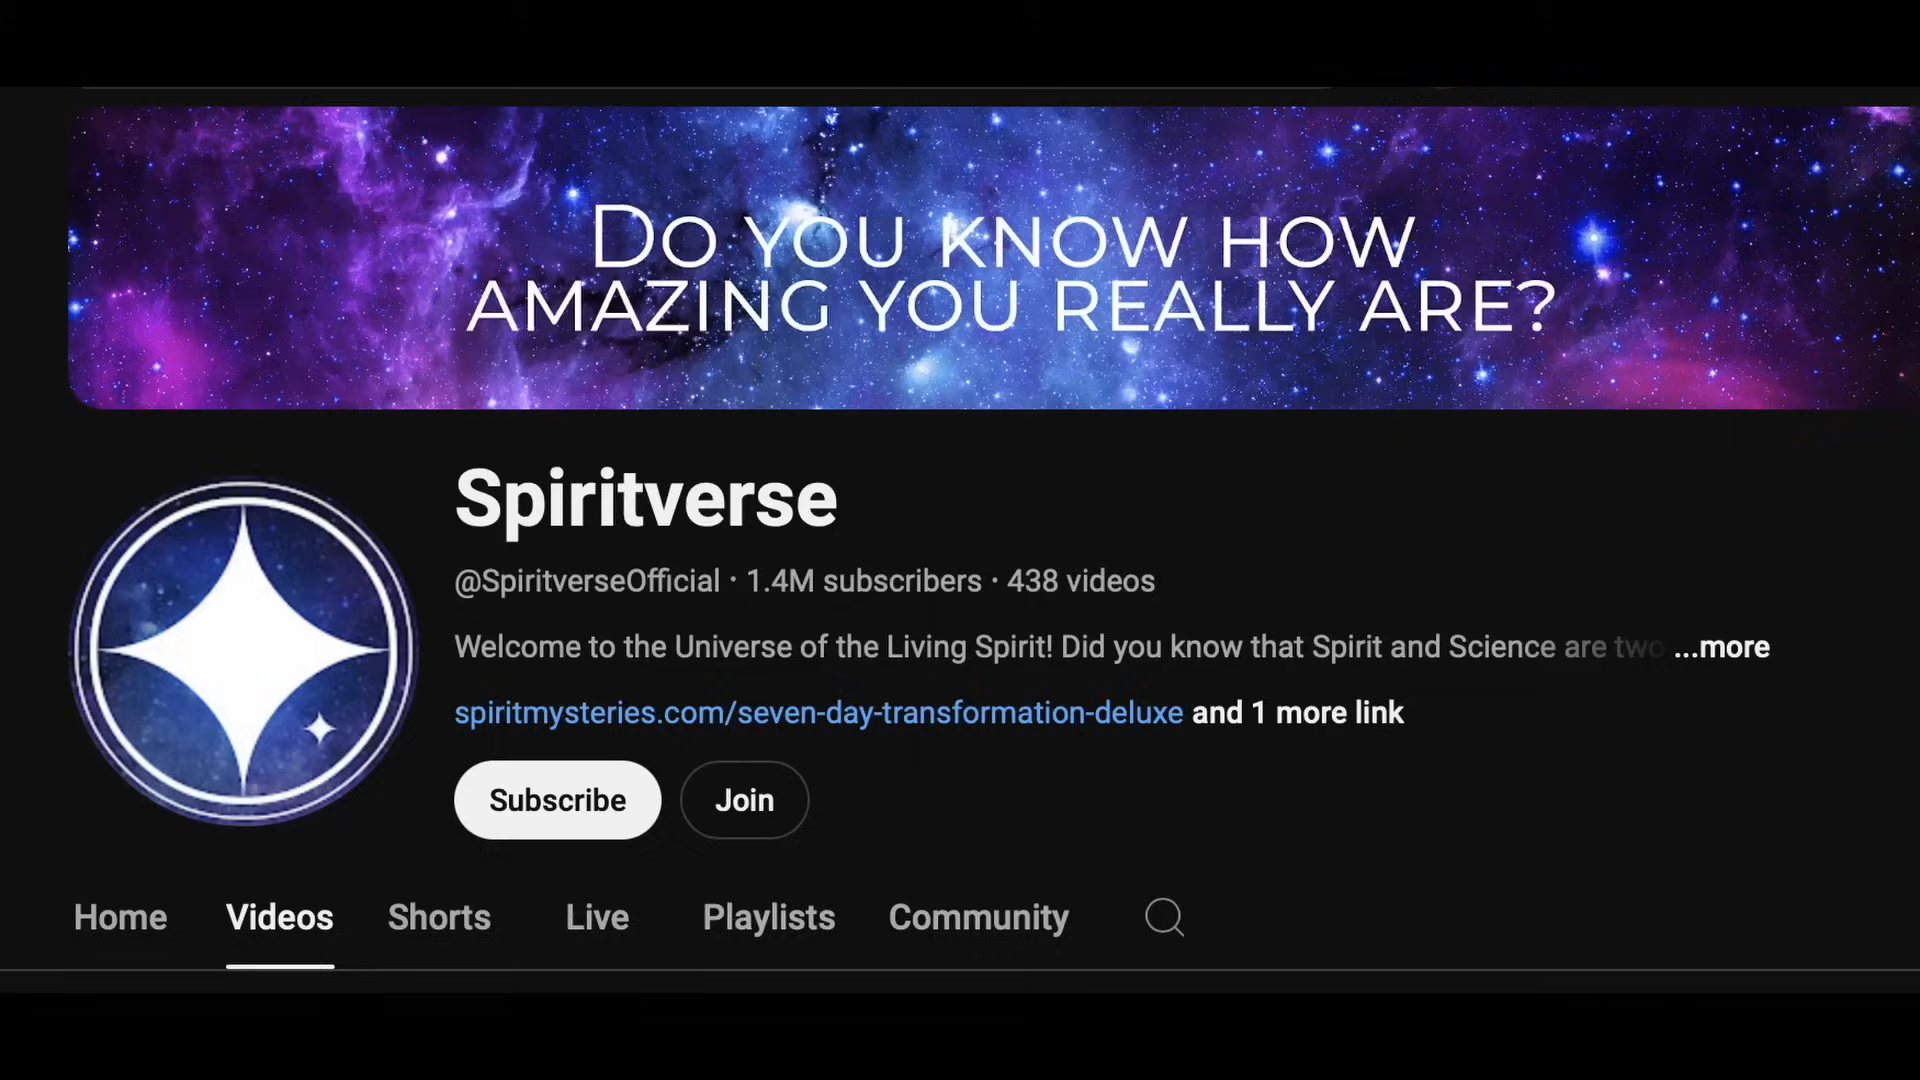 DO YOU KNOW HOW
AMAZING YOU REALLY ARE?
Spiritverse
@SpiritverseOfficial · 1.4M subscribers · 438 videos
Welcome to the Universe of the Living Spirit! Did you know that Spirit and Science are two ...more
spiritmysteries.com/seven-day-transformation-deluxe and 1 more link
Subscribe Join
Home Videos Shorts Live Playlists Community